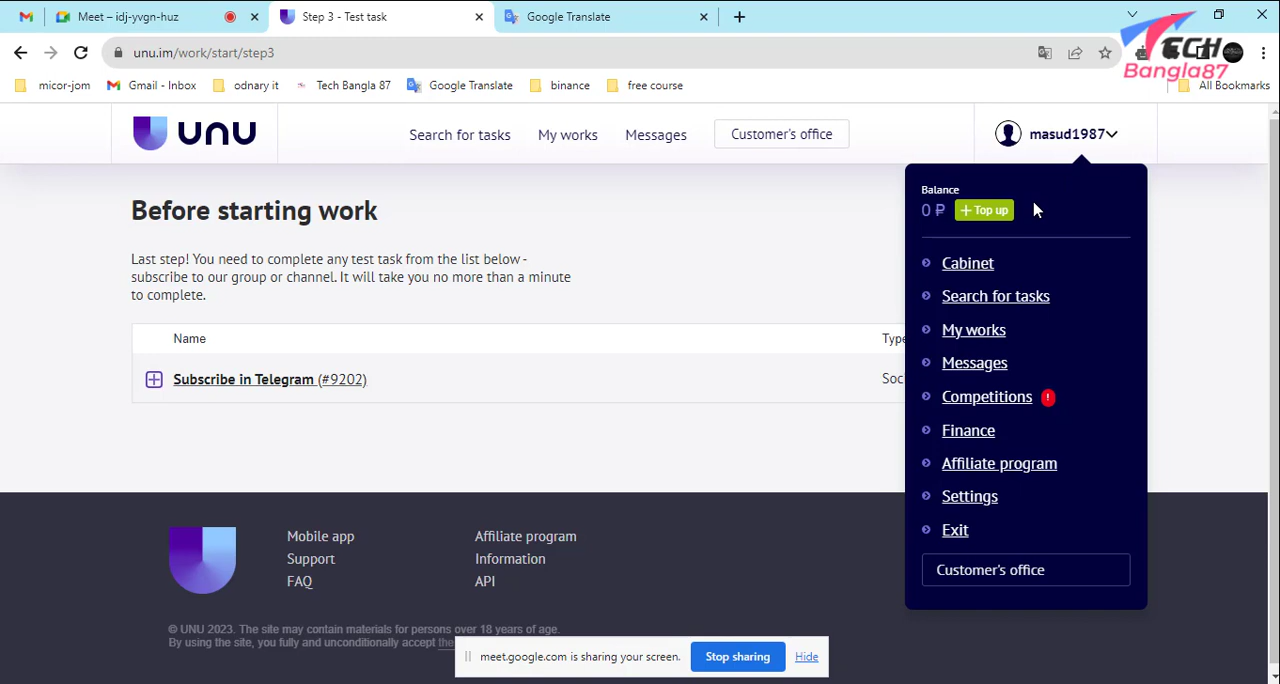 Meet – idj-yvgn-huz
Step 3 - Test task
Google Translate
unu.im/work/start/step3
TECH
Bangla87
micor-jom
Gmail - Inbox
odnary it
Tech Bangla 87
Google Translate
binance
free course
All Bookmarks
unu
Search for tasks
My works
Messages
Customer's office
masud1987
Before starting work
Balance
0 ₽
+ Top up
Last step! You need to complete any test task from the list below -
subscribe to our group or channel. It will take you no more than a minute
to complete.
Cabinet
Search for tasks
My works
Messages
Competitions !
Finance
Affiliate program
Settings
Exit
Customer's office
Name
Type
Subscribe in Telegram (#9202)
Soc
Mobile app
Support
FAQ
Affiliate program
Information
API
© UNU 2023. The site may contain materials for persons over 18 years of age.
By using the site, you fully and unconditionally accept the
meet.google.com is sharing your screen.
Stop sharing
Hide